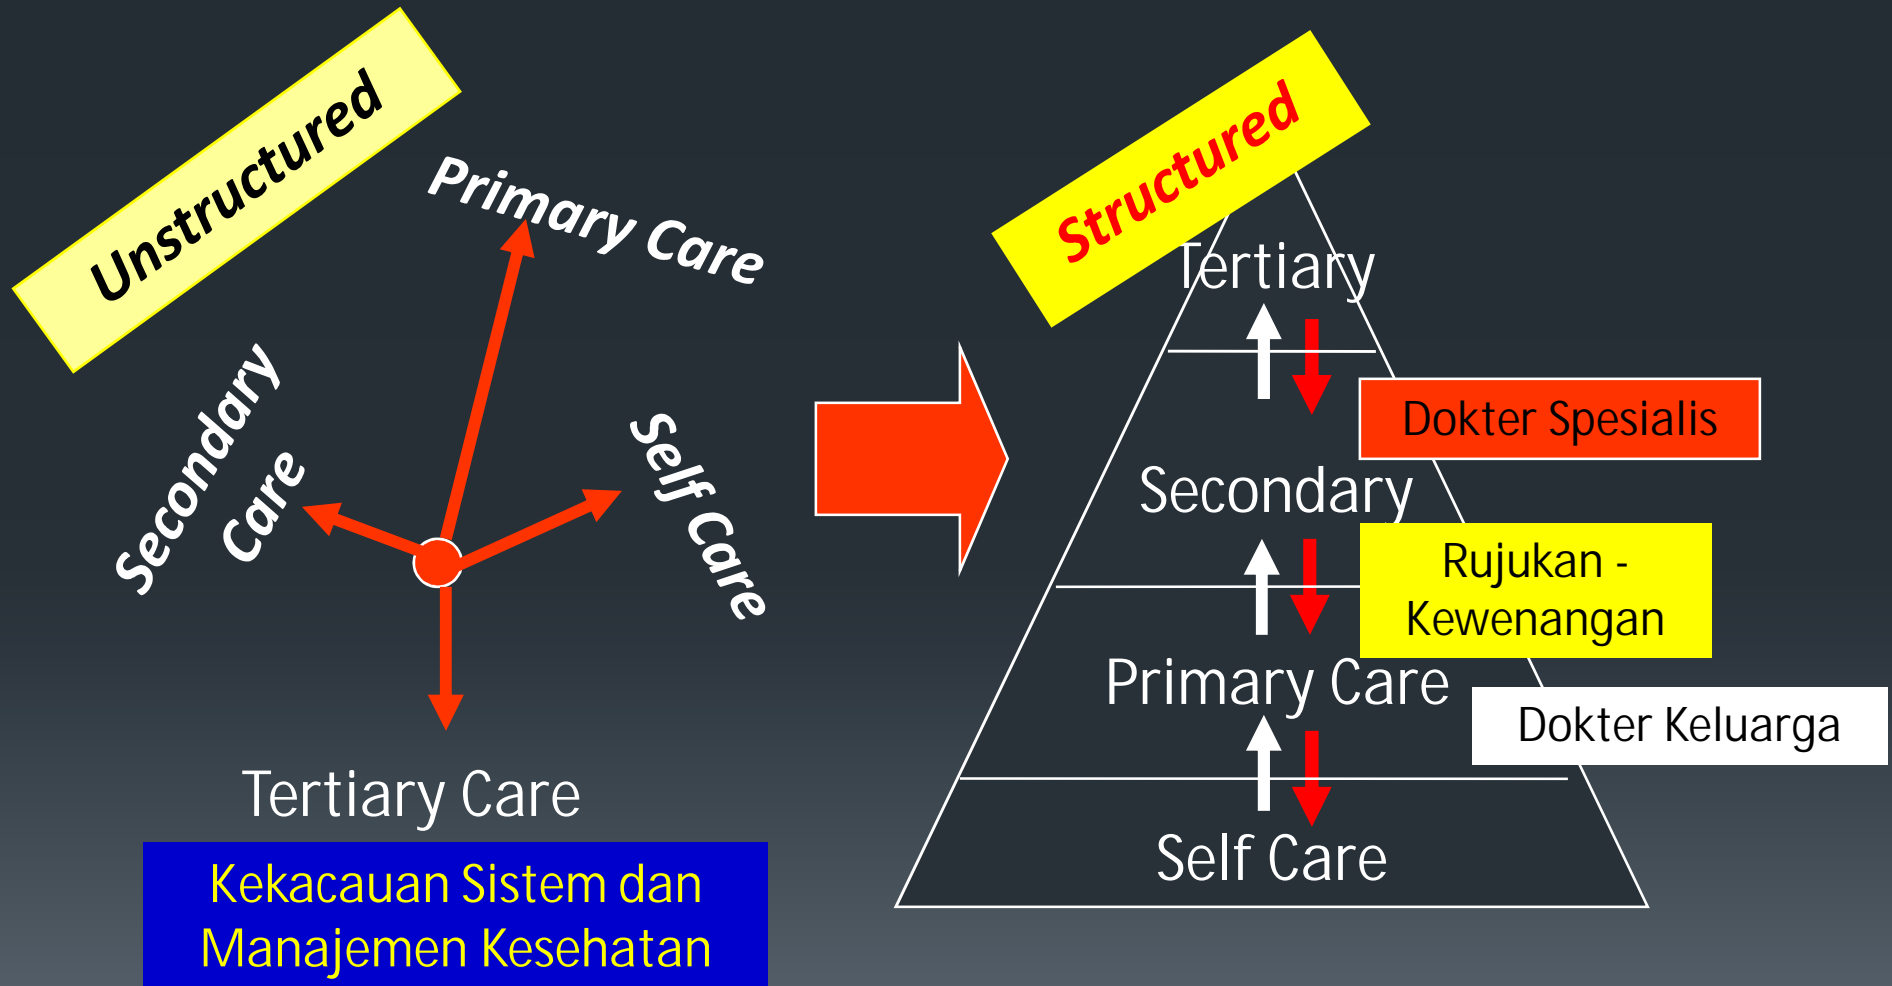 Unstructured
Primary Care
Secondary
Care
Self Care
Tertiary Care
Kekacauan Sistem dan
Manajemen Kesehatan
Structured
Tertiary
Dokter Spesialis
Secondary
Rujukan -
Kewenangan
Primary Care
Dokter Keluarga
Self Care